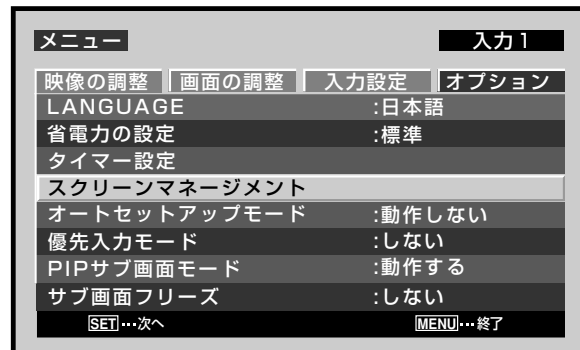 メニュー 入力1
映像の調整 画面の調整 入力設定 オプション
LANGUAGE :日本語
省電力の設定 :標準
タイマー設定
スクリーンマネージメント
オートセットアップモード :動作しない
優先入力モード :しない
PIPサブ画面モード :動作する
サブ画面フリーズ :しない
SET…次へ MENU…終了